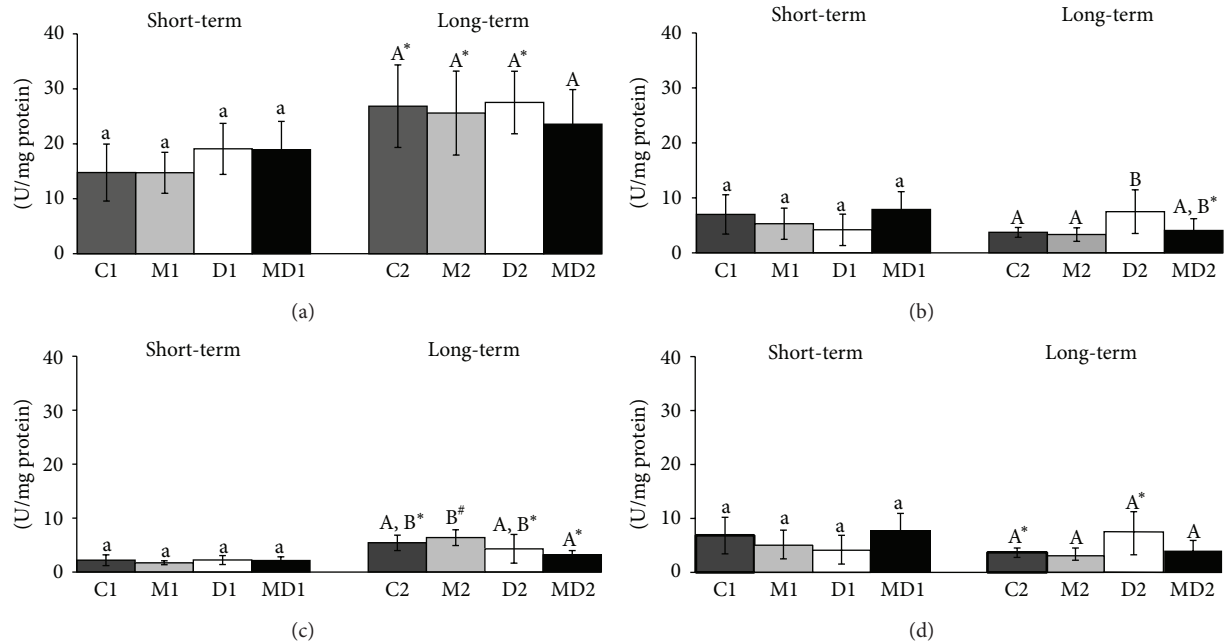 Short-term Long-term
40
30
20
10
0
(U/mg protein)
a a a a A* A* A* A
C1 M1 D1 MD1 C2 M2 D2 MD2
(a)
Short-term Long-term
40
30
20
10
0
(U/mg protein)
a a a a A A B A, B*
C1 M1 D1 MD1 C2 M2 D2 MD2
(b)
Short-term Long-term
40
30
20
10
0
(U/mg protein)
a a a a A, B* B# A, B* A*
C1 M1 D1 MD1 C2 M2 D2 MD2
(c)
Short-term Long-term
40
30
20
10
0
(U/mg protein)
a a a a A* A A* A
C1 M1 D1 MD1 C2 M2 D2 MD2
(d)